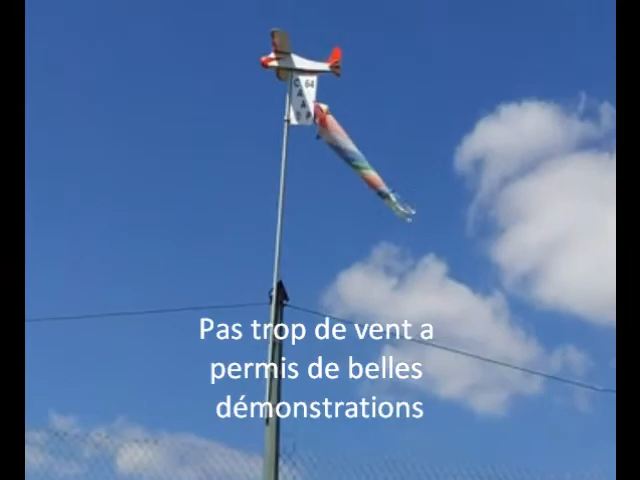 64
Pas trop de vent a
permis de belles
démonstrations